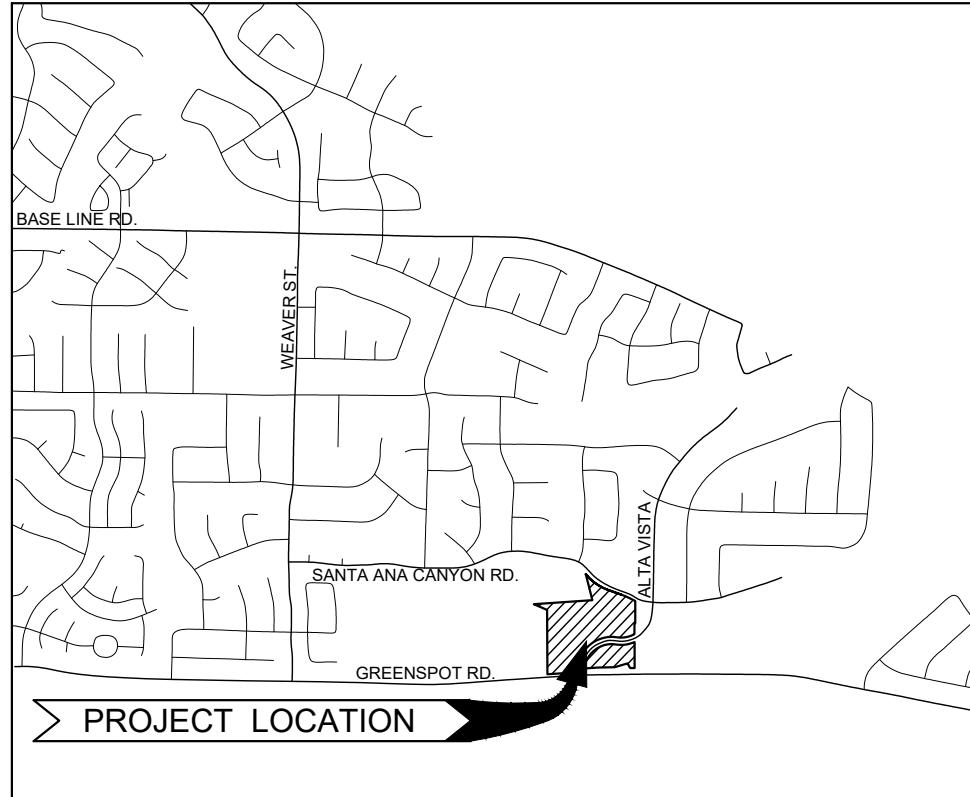 BASE LINE RD.
WEAVER ST.
ALTA VISTA
SANTA ANA CANYON RD.
GREENSPOT RD.
PROJECT LOCATION